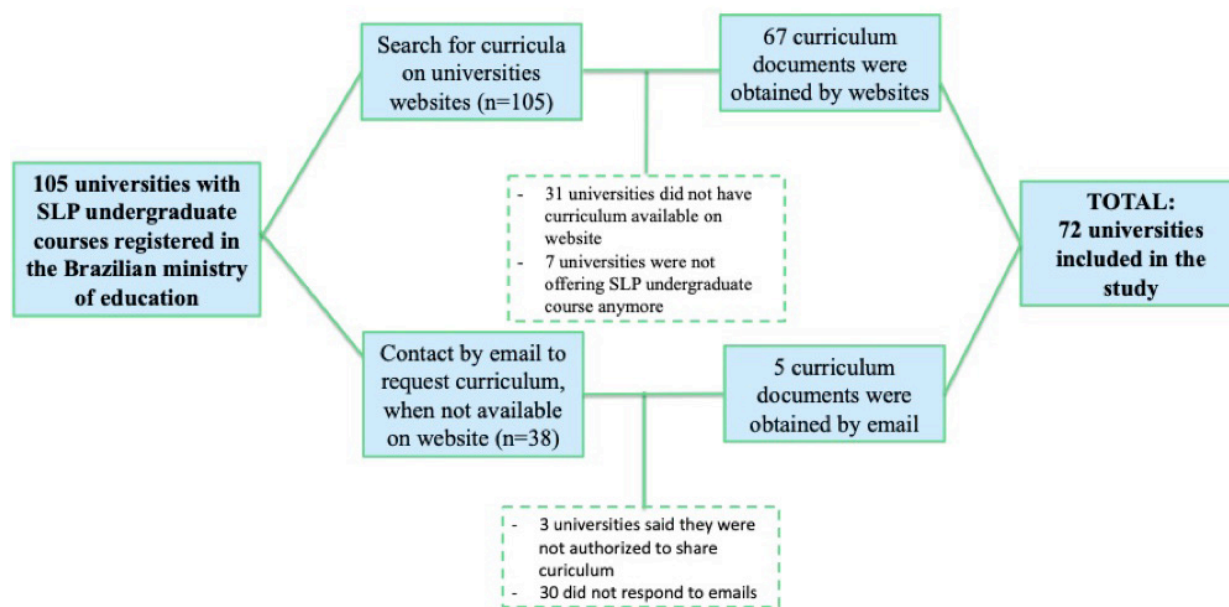 105 universities with
SLP undergraduate
courses registered in
the Brazilian ministry
of education
Search for curricula
on universities
websites (n=105)
67 curriculum
documents were
obtained by websites
- 31 universities did not have
curriculum available on
website
- 7 universities were not
offering SLP undergraduate
course anymore
Contact by email to
request curriculum,
when not available
on website (n=38)
5 curriculum
documents were
obtained by email
- 3 universities said they were
not authorized to share
curiculum
- 30 did not respond to emails
TOTAL:
72 universities
included in the
study